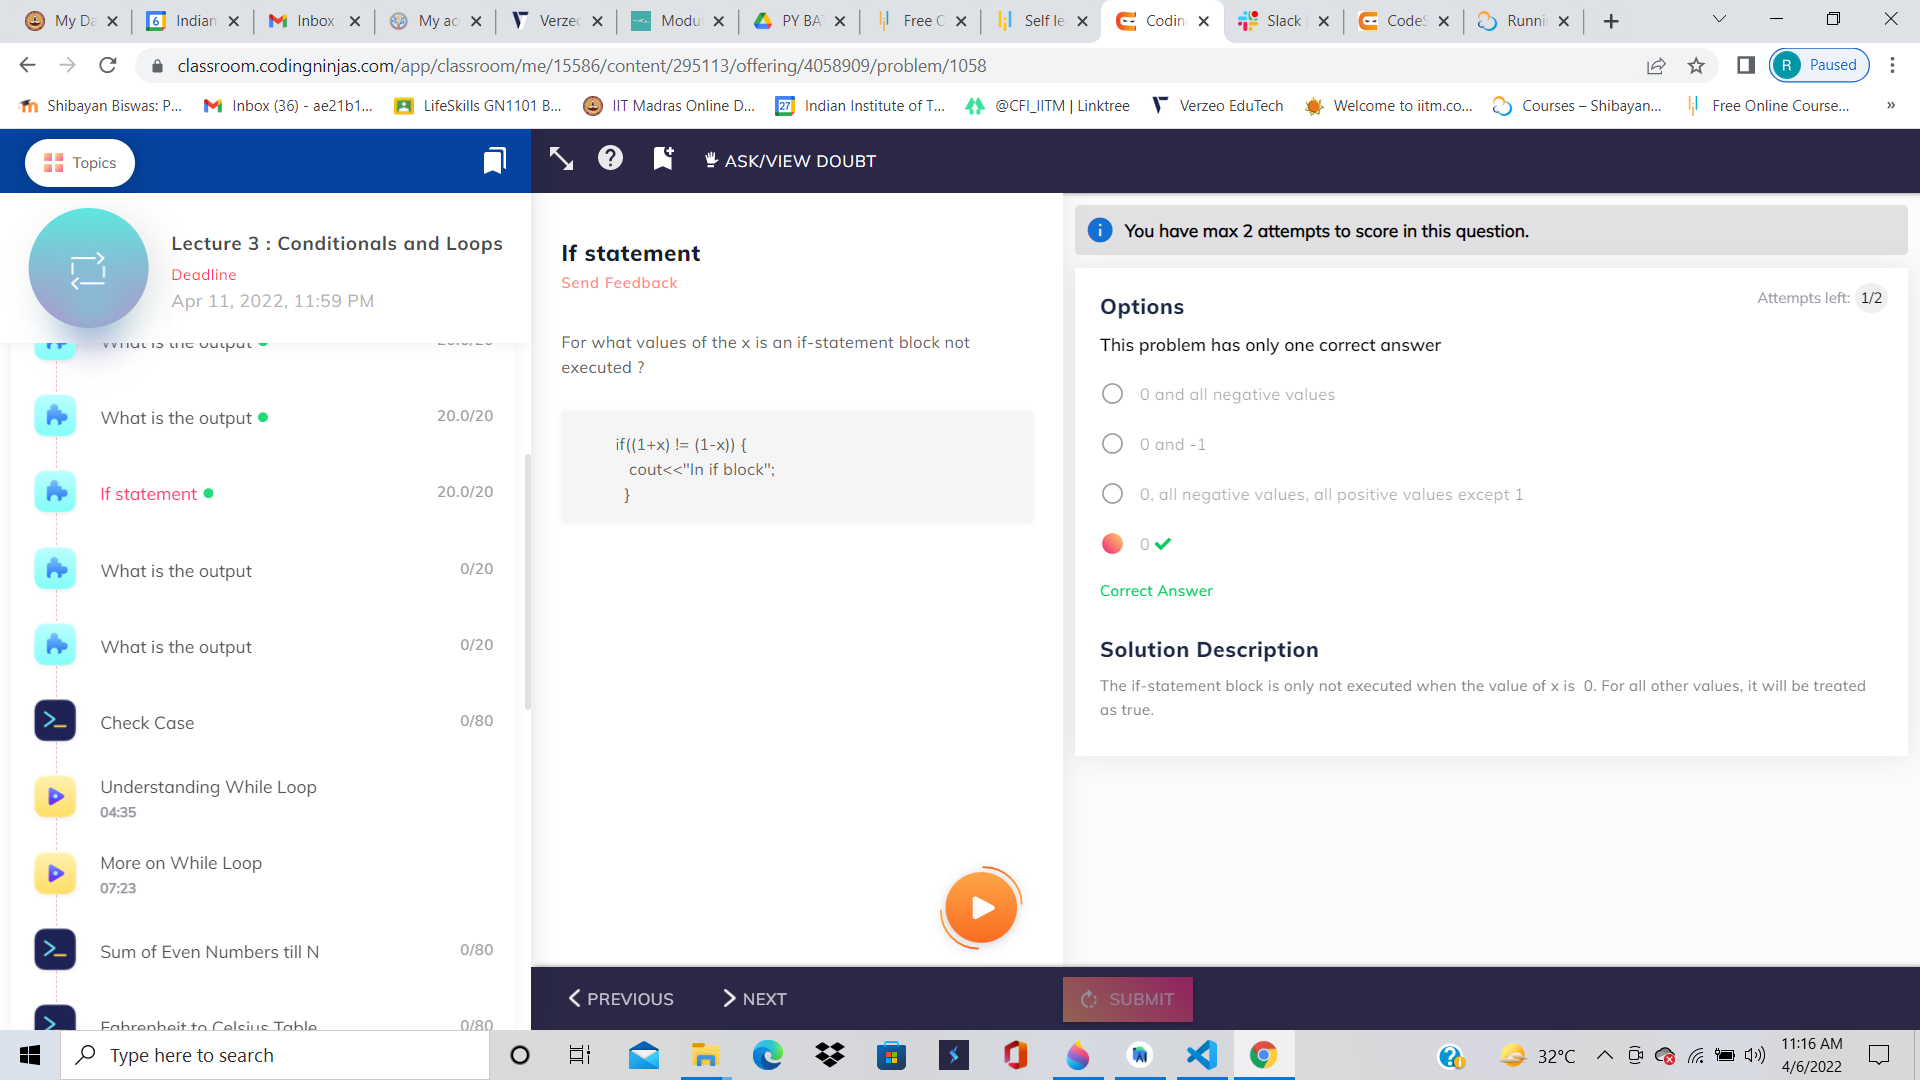 My Da
Indian
Inbox
My ac
Verzec
Modul
PY BA
Free C
Self le
Coding
Slack
CodeS
Runni
classroom.codingninjas.com/app/classroom/me/15586/content/295113/offering/4058909/problem/1058
R Paused
Shibayan Biswas: P...
Inbox (36) - ae21b1...
LifeSkills GN1101 B...
IIT Madras Online D...
Indian Institute of T...
@CFI_IITM | Linktree
Verzeo EduTech
Welcome to iitm.co...
Courses – Shibayan...
Free Online Course...
»
Topics
ASK/VIEW DOUBT
Lecture 3 : Conditionals and Loops
Deadline
Apr 11, 2022, 11:59 PM
What is the output 20.0/20
What is the output 20.0/20
If statement 20.0/20
What is the output 0/20
What is the output 0/20
Check Case 0/80
Understanding While Loop
04:35
More on While Loop
07:23
Sum of Even Numbers till N 0/80
Fahrenheit to Celsius Table 0/80
If statement
Send Feedback
For what values of the x is an if-statement block not
executed ?
if((1+x) != (1-x)) {
cout<<"In if block";
}
PREVIOUS
NEXT
You have max 2 attempts to score in this question.
Options
Attempts left: 1/2
This problem has only one correct answer
0 and all negative values
0 and -1
0, all negative values, all positive values except 1
0
Correct Answer
Solution Description
The if-statement block is only not executed when the value of x is 0. For all other values, it will be treated
as true.
SUBMIT
Type here to search
32°C
11:16 AM
4/6/2022